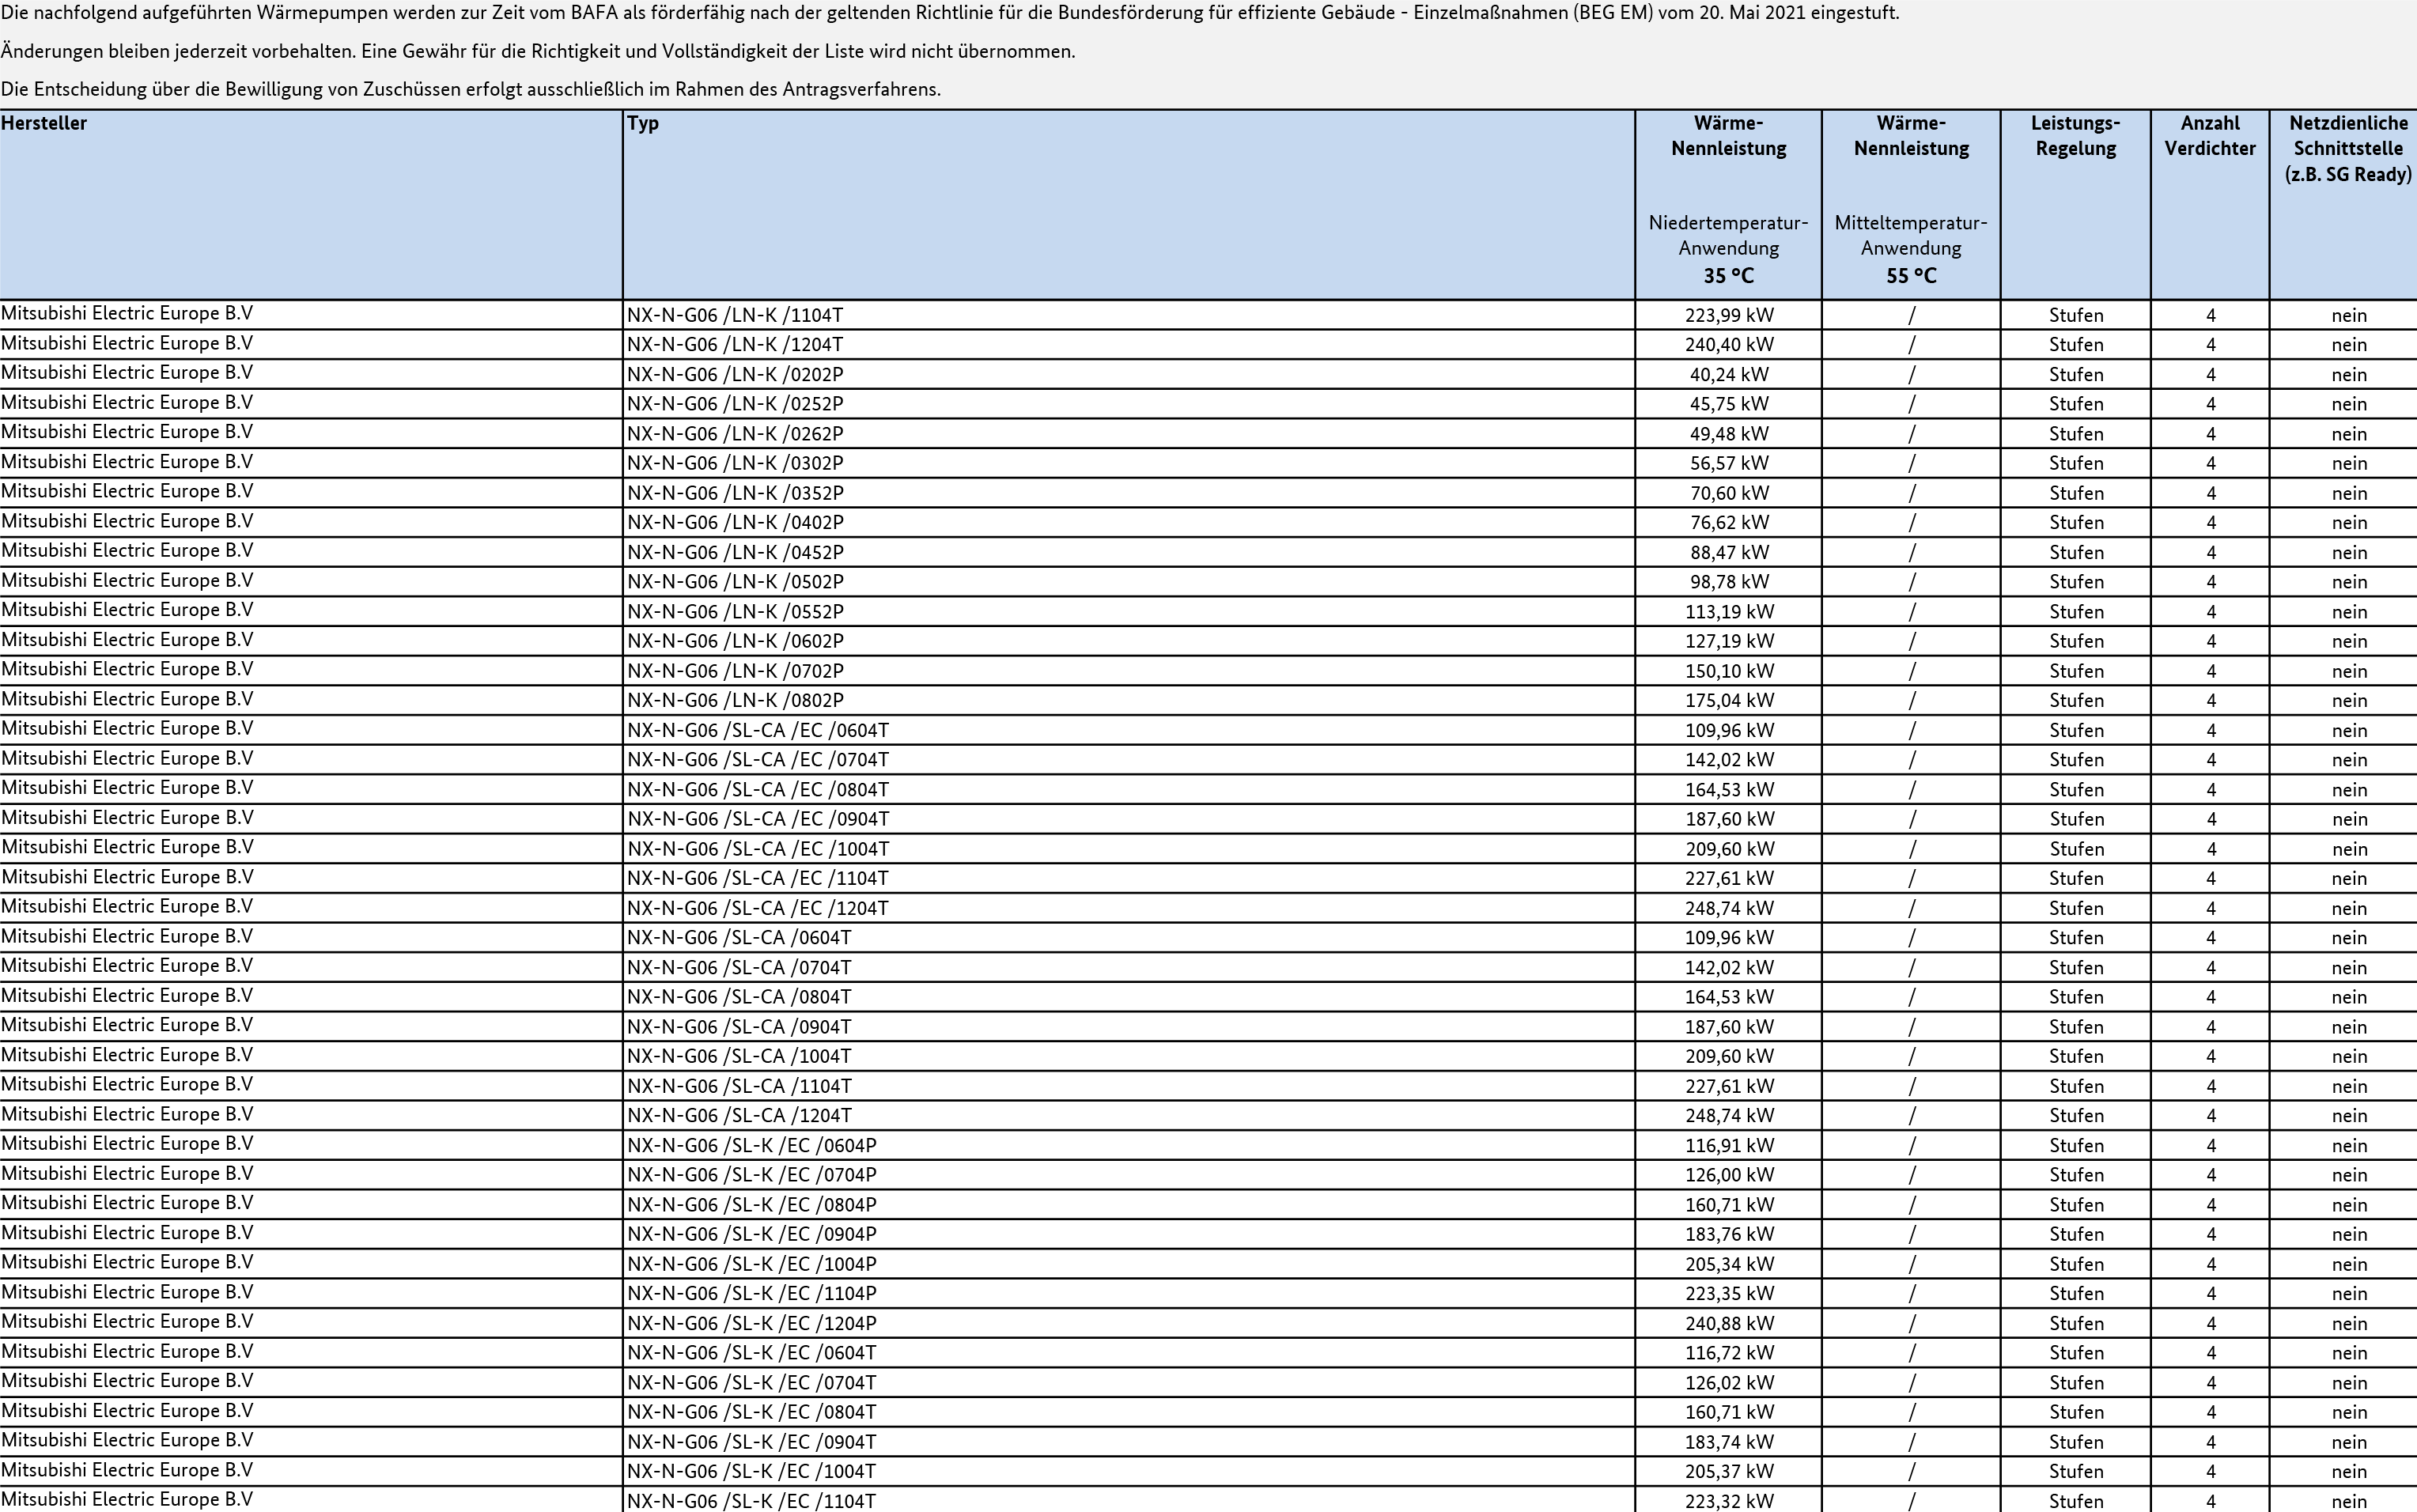 Die nachfolgend aufgeführten Wärmepumpen werden zur Zeit vom BAFA als förderfähig nach der geltenden Richtlinie für die Bundesförderung für effiziente Gebäude - Einzelmaßnahmen (BEG EM) vom 20. Mai 2021 eingestuft.
Änderungen bleiben jederzeit vorbehalten. Eine Gewähr für die Richtigkeit und Vollständigkeit der Liste wird nicht übernommen.
Die Entscheidung über die Bewilligung von Zuschüssen erfolgt ausschließlich im Rahmen des Antragsverfahrens.
Hersteller Typ Wärme- Wärme- Leistungs- Anzahl Netzdienliche
Nennleistung Nennleistung Regelung Verdichter Schnittstelle
(z.B. SG Ready)
Niedertemperatur- Mitteltemperatur-
Anwendung Anwendung
35 °C 55 °C
Mitsubishi Electric Europe B.V NX-N-G06 /LN-K /1104T 223,99 kW / Stufen 4 nein
Mitsubishi Electric Europe B.V NX-N-G06 /LN-K /1204T 240,40 kW / Stufen 4 nein
Mitsubishi Electric Europe B.V NX-N-G06 /LN-K /0202P 40,24 kW / Stufen 4 nein
Mitsubishi Electric Europe B.V NX-N-G06 /LN-K /0252P 45,75 kW / Stufen 4 nein
Mitsubishi Electric Europe B.V NX-N-G06 /LN-K /0262P 49,48 kW / Stufen 4 nein
Mitsubishi Electric Europe B.V NX-N-G06 /LN-K /0302P 56,57 kW / Stufen 4 nein
Mitsubishi Electric Europe B.V NX-N-G06 /LN-K /0352P 70,60 kW / Stufen 4 nein
Mitsubishi Electric Europe B.V NX-N-G06 /LN-K /0402P 76,62 kW / Stufen 4 nein
Mitsubishi Electric Europe B.V NX-N-G06 /LN-K /0452P 88,47 kW / Stufen 4 nein
Mitsubishi Electric Europe B.V NX-N-G06 /LN-K /0502P 98,78 kW / Stufen 4 nein
Mitsubishi Electric Europe B.V NX-N-G06 /LN-K /0552P 113,19 kW / Stufen 4 nein
Mitsubishi Electric Europe B.V NX-N-G06 /LN-K /0602P 127,19 kW / Stufen 4 nein
Mitsubishi Electric Europe B.V NX-N-G06 /LN-K /0702P 150,10 kW / Stufen 4 nein
Mitsubishi Electric Europe B.V NX-N-G06 /LN-K /0802P 175,04 kW / Stufen 4 nein
Mitsubishi Electric Europe B.V NX-N-G06 /SL-CA /EC /0604T 109,96 kW / Stufen 4 nein
Mitsubishi Electric Europe B.V NX-N-G06 /SL-CA /EC /0704T 142,02 kW / Stufen 4 nein
Mitsubishi Electric Europe B.V NX-N-G06 /SL-CA /EC /0804T 164,53 kW / Stufen 4 nein
Mitsubishi Electric Europe B.V NX-N-G06 /SL-CA /EC /0904T 187,60 kW / Stufen 4 nein
Mitsubishi Electric Europe B.V NX-N-G06 /SL-CA /EC /1004T 209,60 kW / Stufen 4 nein
Mitsubishi Electric Europe B.V NX-N-G06 /SL-CA /EC /1104T 227,61 kW / Stufen 4 nein
Mitsubishi Electric Europe B.V NX-N-G06 /SL-CA /EC /1204T 248,74 kW / Stufen 4 nein
Mitsubishi Electric Europe B.V NX-N-G06 /SL-CA /0604T 109,96 kW / Stufen 4 nein
Mitsubishi Electric Europe B.V NX-N-G06 /SL-CA /0704T 142,02 kW / Stufen 4 nein
Mitsubishi Electric Europe B.V NX-N-G06 /SL-CA /0804T 164,53 kW / Stufen 4 nein
Mitsubishi Electric Europe B.V NX-N-G06 /SL-CA /0904T 187,60 kW / Stufen 4 nein
Mitsubishi Electric Europe B.V NX-N-G06 /SL-CA /1004T 209,60 kW / Stufen 4 nein
Mitsubishi Electric Europe B.V NX-N-G06 /SL-CA /1104T 227,61 kW / Stufen 4 nein
Mitsubishi Electric Europe B.V NX-N-G06 /SL-CA /1204T 248,74 kW / Stufen 4 nein
Mitsubishi Electric Europe B.V NX-N-G06 /SL-K /EC /0604P 116,91 kW / Stufen 4 nein
Mitsubishi Electric Europe B.V NX-N-G06 /SL-K /EC /0704P 126,00 kW / Stufen 4 nein
Mitsubishi Electric Europe B.V NX-N-G06 /SL-K /EC /0804P 160,71 kW / Stufen 4 nein
Mitsubishi Electric Europe B.V NX-N-G06 /SL-K /EC /0904P 183,76 kW / Stufen 4 nein
Mitsubishi Electric Europe B.V NX-N-G06 /SL-K /EC /1004P 205,34 kW / Stufen 4 nein
Mitsubishi Electric Europe B.V NX-N-G06 /SL-K /EC /1104P 223,35 kW / Stufen 4 nein
Mitsubishi Electric Europe B.V NX-N-G06 /SL-K /EC /1204P 240,88 kW / Stufen 4 nein
Mitsubishi Electric Europe B.V NX-N-G06 /SL-K /EC /0604T 116,72 kW / Stufen 4 nein
Mitsubishi Electric Europe B.V NX-N-G06 /SL-K /EC /0704T 126,02 kW / Stufen 4 nein
Mitsubishi Electric Europe B.V NX-N-G06 /SL-K /EC /0804T 160,71 kW / Stufen 4 nein
Mitsubishi Electric Europe B.V NX-N-G06 /SL-K /EC /0904T 183,74 kW / Stufen 4 nein
Mitsubishi Electric Europe B.V NX-N-G06 /SL-K /EC /1004T 205,37 kW / Stufen 4 nein
Mitsubishi Electric Europe B.V NX-N-G06 /SL-K /EC /1104T 223,32 kW / Stufen 4 nein